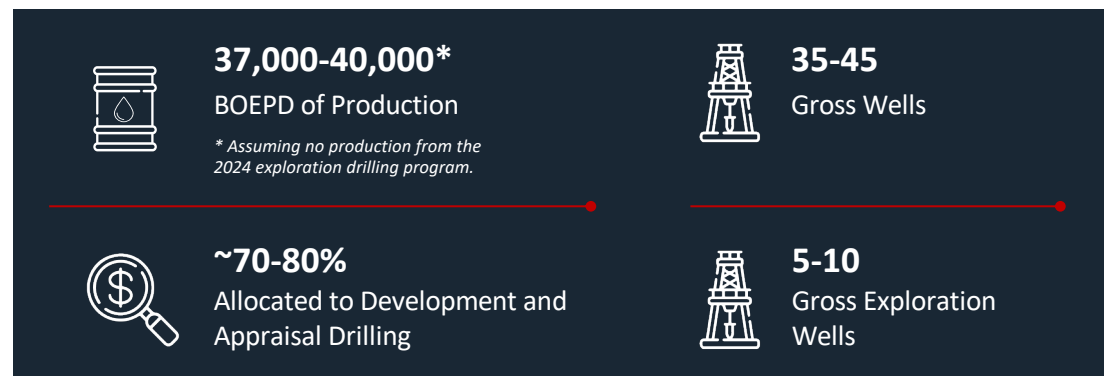 37,000-40,000*
BOEPD of Production
* Assuming no production from the
2024 exploration drilling program.
35-45
Gross Wells
~70-80%
Allocated to Development and
Appraisal Drilling
5-10
Gross Exploration
Wells